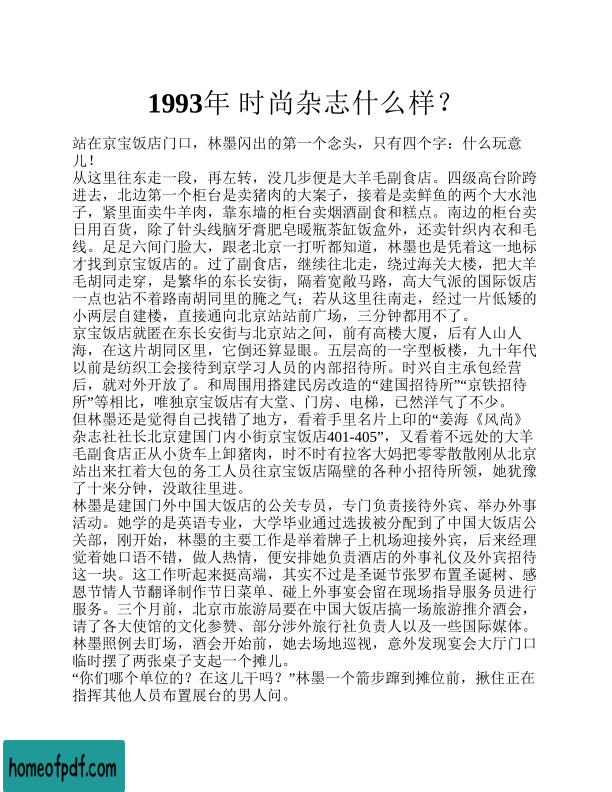 1993年 时尚杂志什么样？
站在京宝饭店门口，林墨闪出的第一个念头，只有四个字：什么玩意
儿！
从这里往东走一段，再左转，没几步便是大羊毛副食店。四级高台阶跨
进去，北边第一个柜台是卖猪肉的大案子，接着是卖鲜鱼的两个大水池
子，紧里面卖牛羊肉，靠东墙的柜台卖烟酒副食和糕点。南边的柜台卖
日用百货，除了针头线脑牙膏肥皂暖瓶茶缸饭盒外，还卖针织内衣和毛
线。足足六间门脸大，跟老北京一打听都知道，林墨也是凭着这一地标
才找到京宝饭店的。过了副食店，继续往北走，绕过海关大楼，把大羊
毛胡同走穿，是繁华的东长安街，隔着宽敞马路，高大气派的国际饭店
一点也沾不着路南胡同里的腌之气；若从这里往南走，经过一片低矮的
小两层自建楼，直接通向北京站站前广场，三分钟都用不了。
京宝饭店就匿在东长安街与北京站之间，前有高楼大厦，后有人山人
海，在这片胡同区里，它倒还算显眼。五层高的一字型板楼，九十年代
以前是纺织工会接待到京学习人员的内部招待所。时兴自主承包经营
后，就对外开放了。和周围用搭建民房改造的“建国招待所”“京铁招待
所”等相比，唯独京宝饭店有大堂、门房、电梯，已然洋气了不少。
但林墨还是觉得自己找错了地方，看着手里名片上印的“姜海《风尚》
杂志社社长北京建国门内小街京宝饭店401-405”，又看着不远处的大羊
毛副食店正从小货车上卸猪肉，时不时有拉客大妈把零零散散刚从北京
站出来扛着大包的务工人员往京宝饭店隔壁的各种小招待所领，她犹豫
了十来分钟，没敢往里进。
林墨是建国门外中国大饭店的公关专员，专门负责接待外宾、举办外事
活动。她学的是英语专业，大学毕业通过选拔被分配到了中国大饭店公
关部，刚开始，林墨的主要工作是举着牌子上机场迎接外宾，后来经理
觉着她口语不错，做人热情，便安排她负责酒店的外事礼仪及外宾招待
这一块。这工作听起来挺高端，其实不过是圣诞节张罗布置圣诞树、感
恩节情人节翻译制作节日菜单、碰上外事宴会留在现场指导服务员进行
服务。三个月前，北京市旅游局要在中国大饭店搞一场旅游推介酒会，
请了各大使馆的文化参赞、部分涉外旅行社负责人以及一些国际媒体。
林墨照例去盯场，酒会开始前，她去场地巡视，意外发现宴会大厅门口
临时摆了两张桌子支起一个摊儿。
“你们哪个单位的？在这儿干吗？”林墨一个箭步蹿到摊位前，揪住正在
指挥其他人员布置展台的男人问。
homeofpdf.com